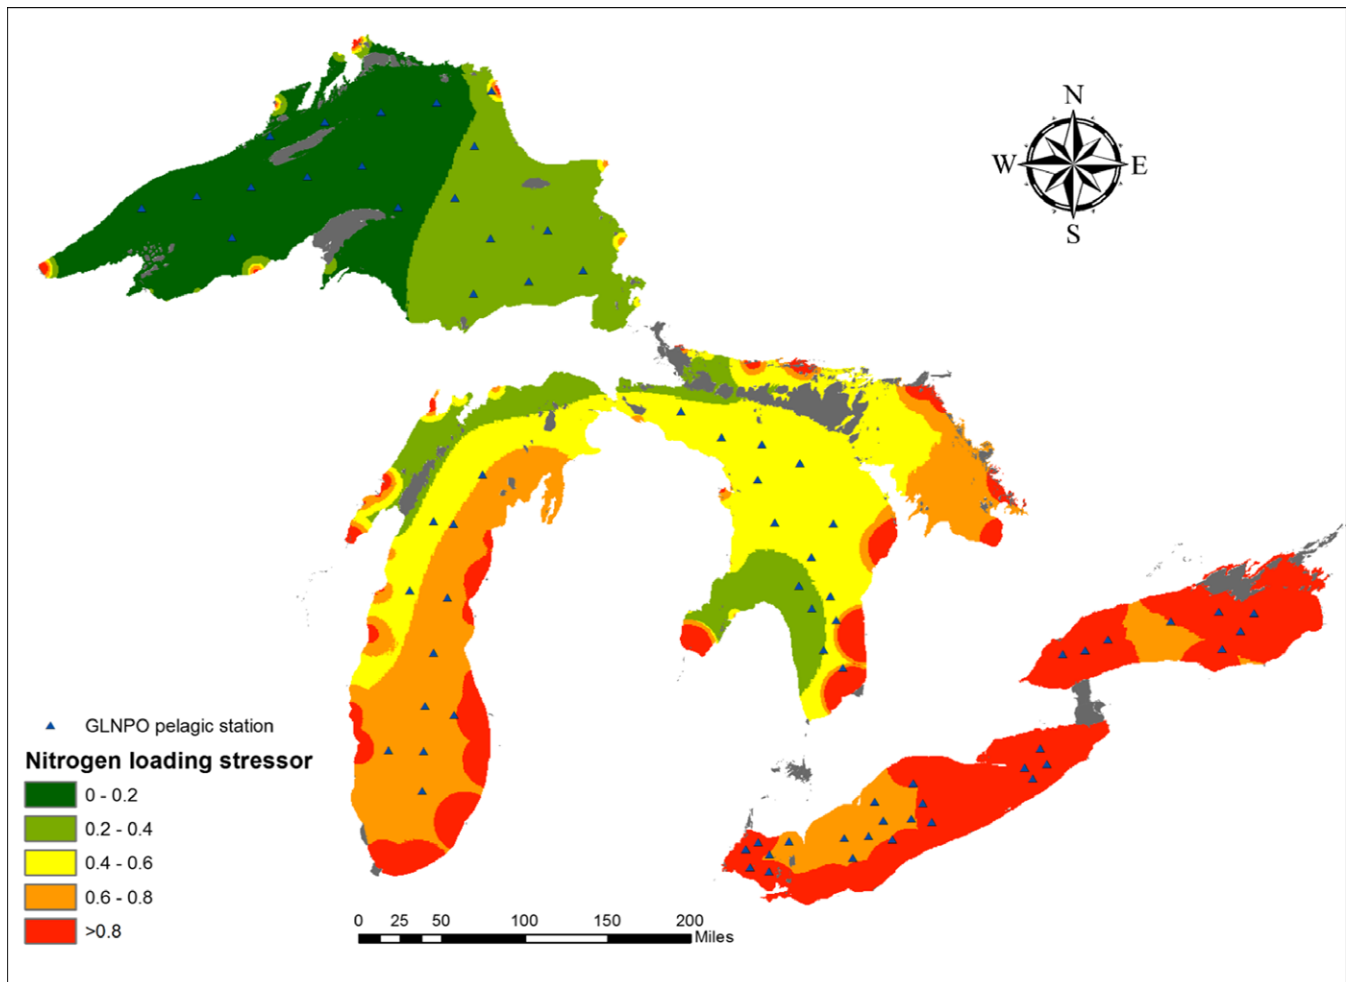 N
W E
S
GLNPO pelagic station
Nitrogen loading stressor
0 - 0.2
0.2 - 0.4
0.4 - 0.6
0.6 - 0.8
>0.8
0 25 50 100 150 200
Miles